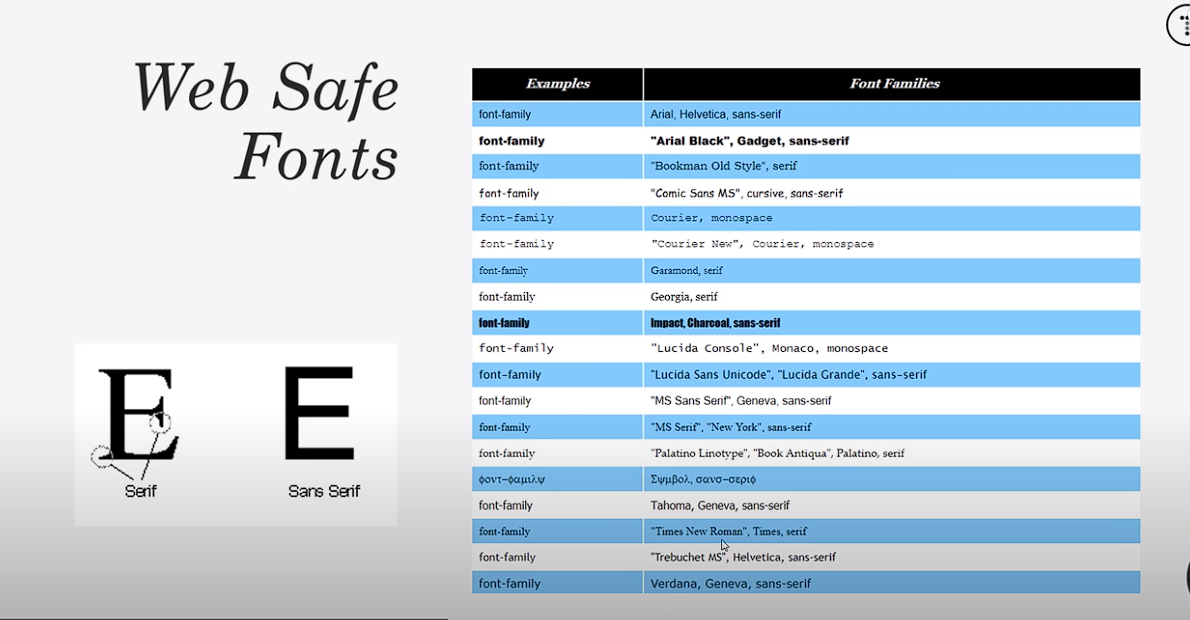 Web Safe
Fonts
Serif
Sans Serif
Examples Font Families
font-family Arial, Helvetica, sans-serif
font-family "Arial Black", Gadget, sans-serif
font-family "Bookman Old Style", serif
font-family "Comic Sans MS", cursive, sans-serif
font-family Courier, monospace
font-family "Courier New", Courier, monospace
font-family Garamond, serif
font-family Georgia, serif
font-family Impact, Charcoal, sans-serif
font-family "Lucida Console", Monaco, monospace
font-family "Lucida Sans Unicode", "Lucida Grande", sans-serif
font-family "MS Sans Serif", Geneva, sans-serif
font-family "MS Serif", "New York", sans-serif
font-family "Palatino Linotype", "Book Antiqua", Palatino, serif
φοντ-φαμιλψ Σψμβολ, σανσ-σεριφ
font-family Tahoma, Geneva, sans-serif
font-family "Times New Roman", Times, serif
font-family "Trebuchet MS", Helvetica, sans-serif
font-family Verdana, Geneva, sans-serif
E E